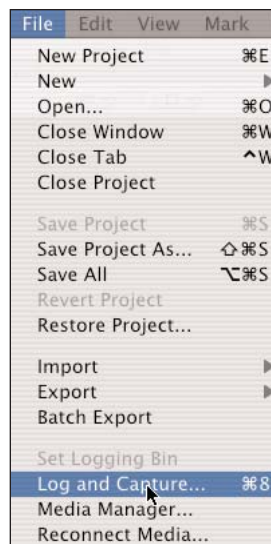 File Edit View Mark
New Project ⌘E
New
Open... ⌘O
Close Window ⌘W
Close Tab ^W
Close Project
Save Project ⌘S
Save Project As... ⇧⌘S
Save All ⌥⌘S
Revert Project
Restore Project...
Import
Export
Batch Export
Set Logging Bin
Log and Capture... ⌘8
Media Manager...
Reconnect Media...